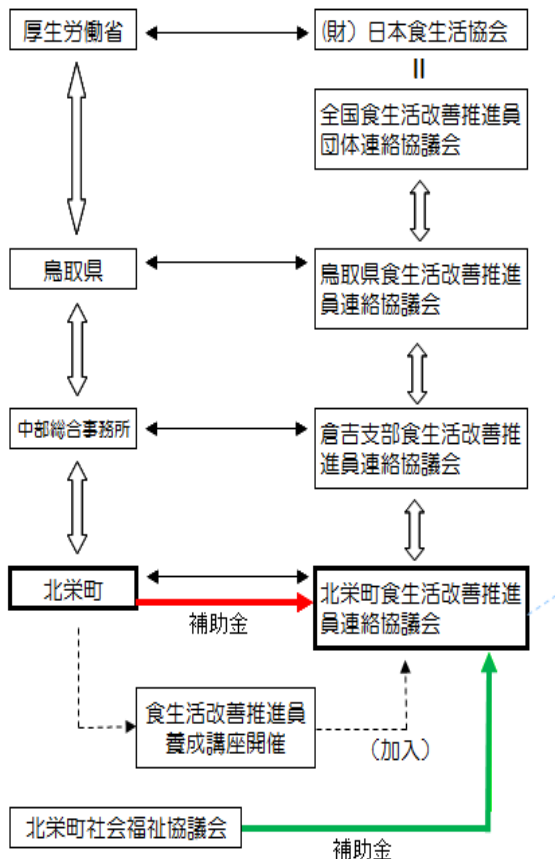 厚生労働省
(財）日本食生活協会
=
全国食生活改善推進員
団体連絡協議会
鳥取県
鳥取県食生活改善推進
員連絡協議会
中部総合事務所
倉吉支部食生活改善推
進員連絡協議会
北栄町
北栄町食生活改善推進
員連絡協議会
補助金
食生活改善推進員
養成講座開催
（加入）
北栄町社会福祉協議会
補助金